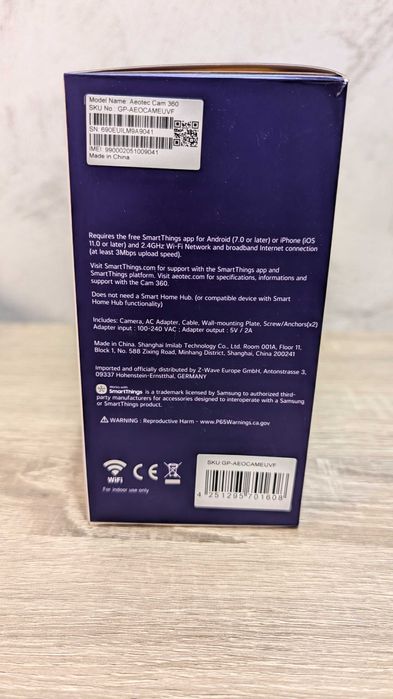 Model Name: Aeotec Cam 360
SKU No : GP-AEOCAMEUVF
SN: 690EUILM9A9041
IMEI: 990002051009041
Made in China
Requires the free SmartThings app for Android (7.0 or later) or iPhone (iOS
11.0 or later) and 2.4GHz Wi-Fi Network and broadband Internet connection
(at least 3Mbps upload speed).
Visit SmartThings.com for support with the SmartThings app and
SmartThings platform. Visit aeotec.com for specifications, informations and
support with the Cam 360.
Does not need a Smart Home Hub. (or compatible device with Smart
Home Hub functionality)
Includes: Camera, AC Adapter, Cable, Wall-mounting Plate, Screw/Anchors(x2)
Adapter input : 100-240 VAC ; Adapter output : 5V / 2A
Made in China. Shanghai Imilab Technology Co., Ltd. Room 001A, Floor 11,
Block 1, No. 588 Zixing Road, Minhang District, Shanghai, China 200241
Imported and officially distributed by Z-Wave Europe GmbH, Antonstrasse 3,
09337 Hohenstein-Ernstthal, GERMANY
WORKS WITH
SmartThings is a trademark licensed by Samsung to authorized third-
party manufacturers for accessories designed to interoperate with a Samsung
or SmartThings product.
WARNING : Reproductive Harm - www.P65Warnings.ca.gov
WiFi
CE
For indoor use only
SKU GP-AEOCAMEUVF
4 251295 701608